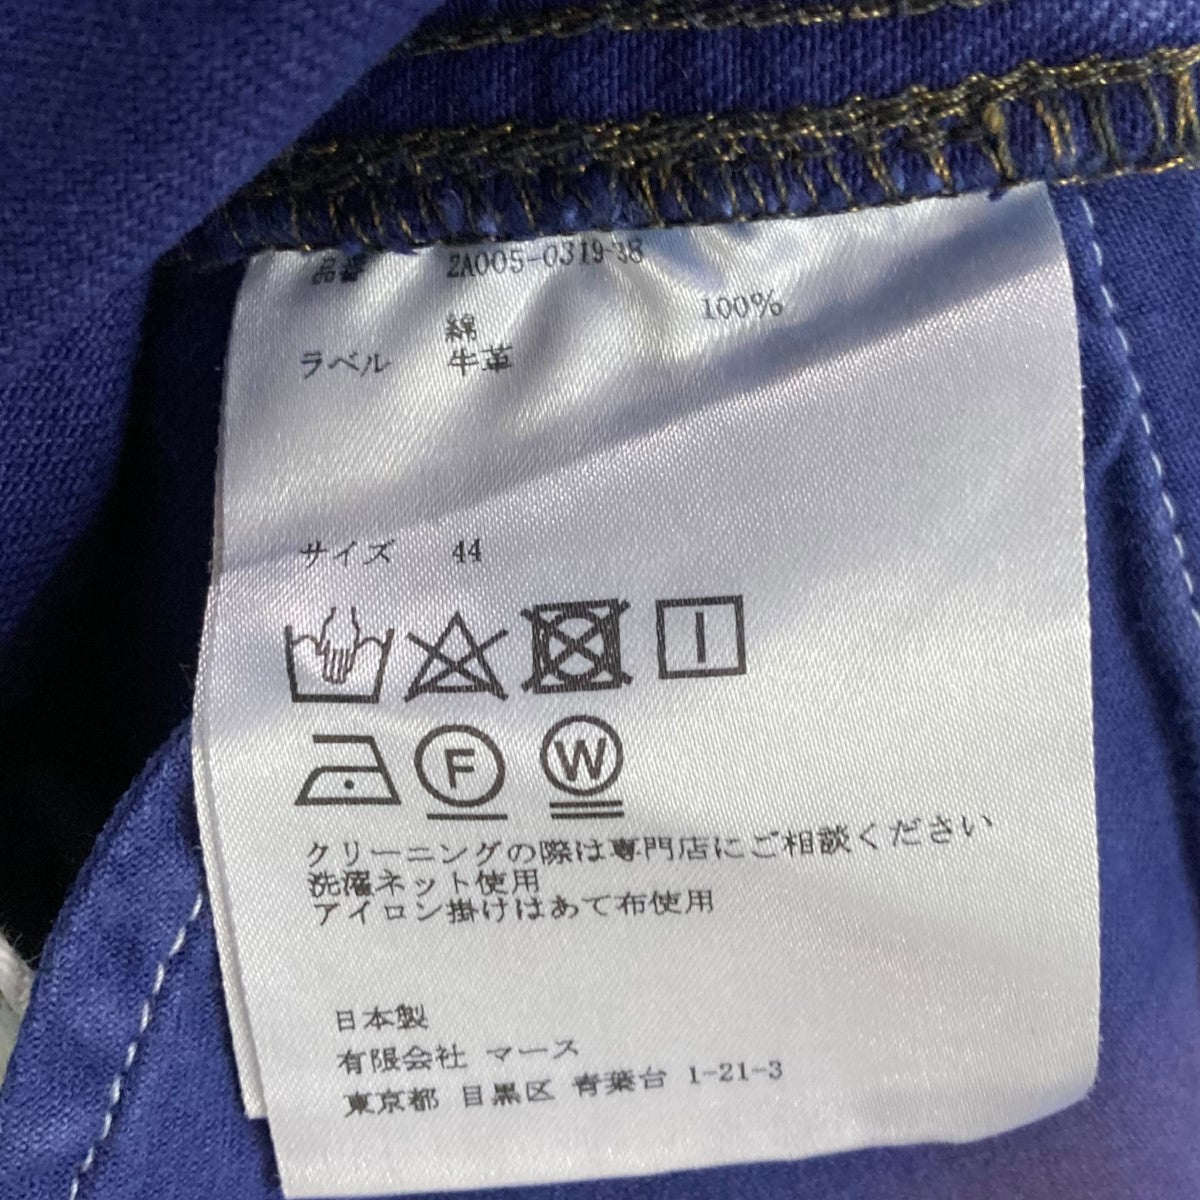 品番 2A005-0319-38
綿 100%
ラベル 牛革
サイズ 44
F W
クリーニングの際は専門店にご相談ください
洗濯ネット使用
アイロン掛けはあて布使用
日本製
有限会社 マース
東京都 目黒区 青葉台 1-21-3